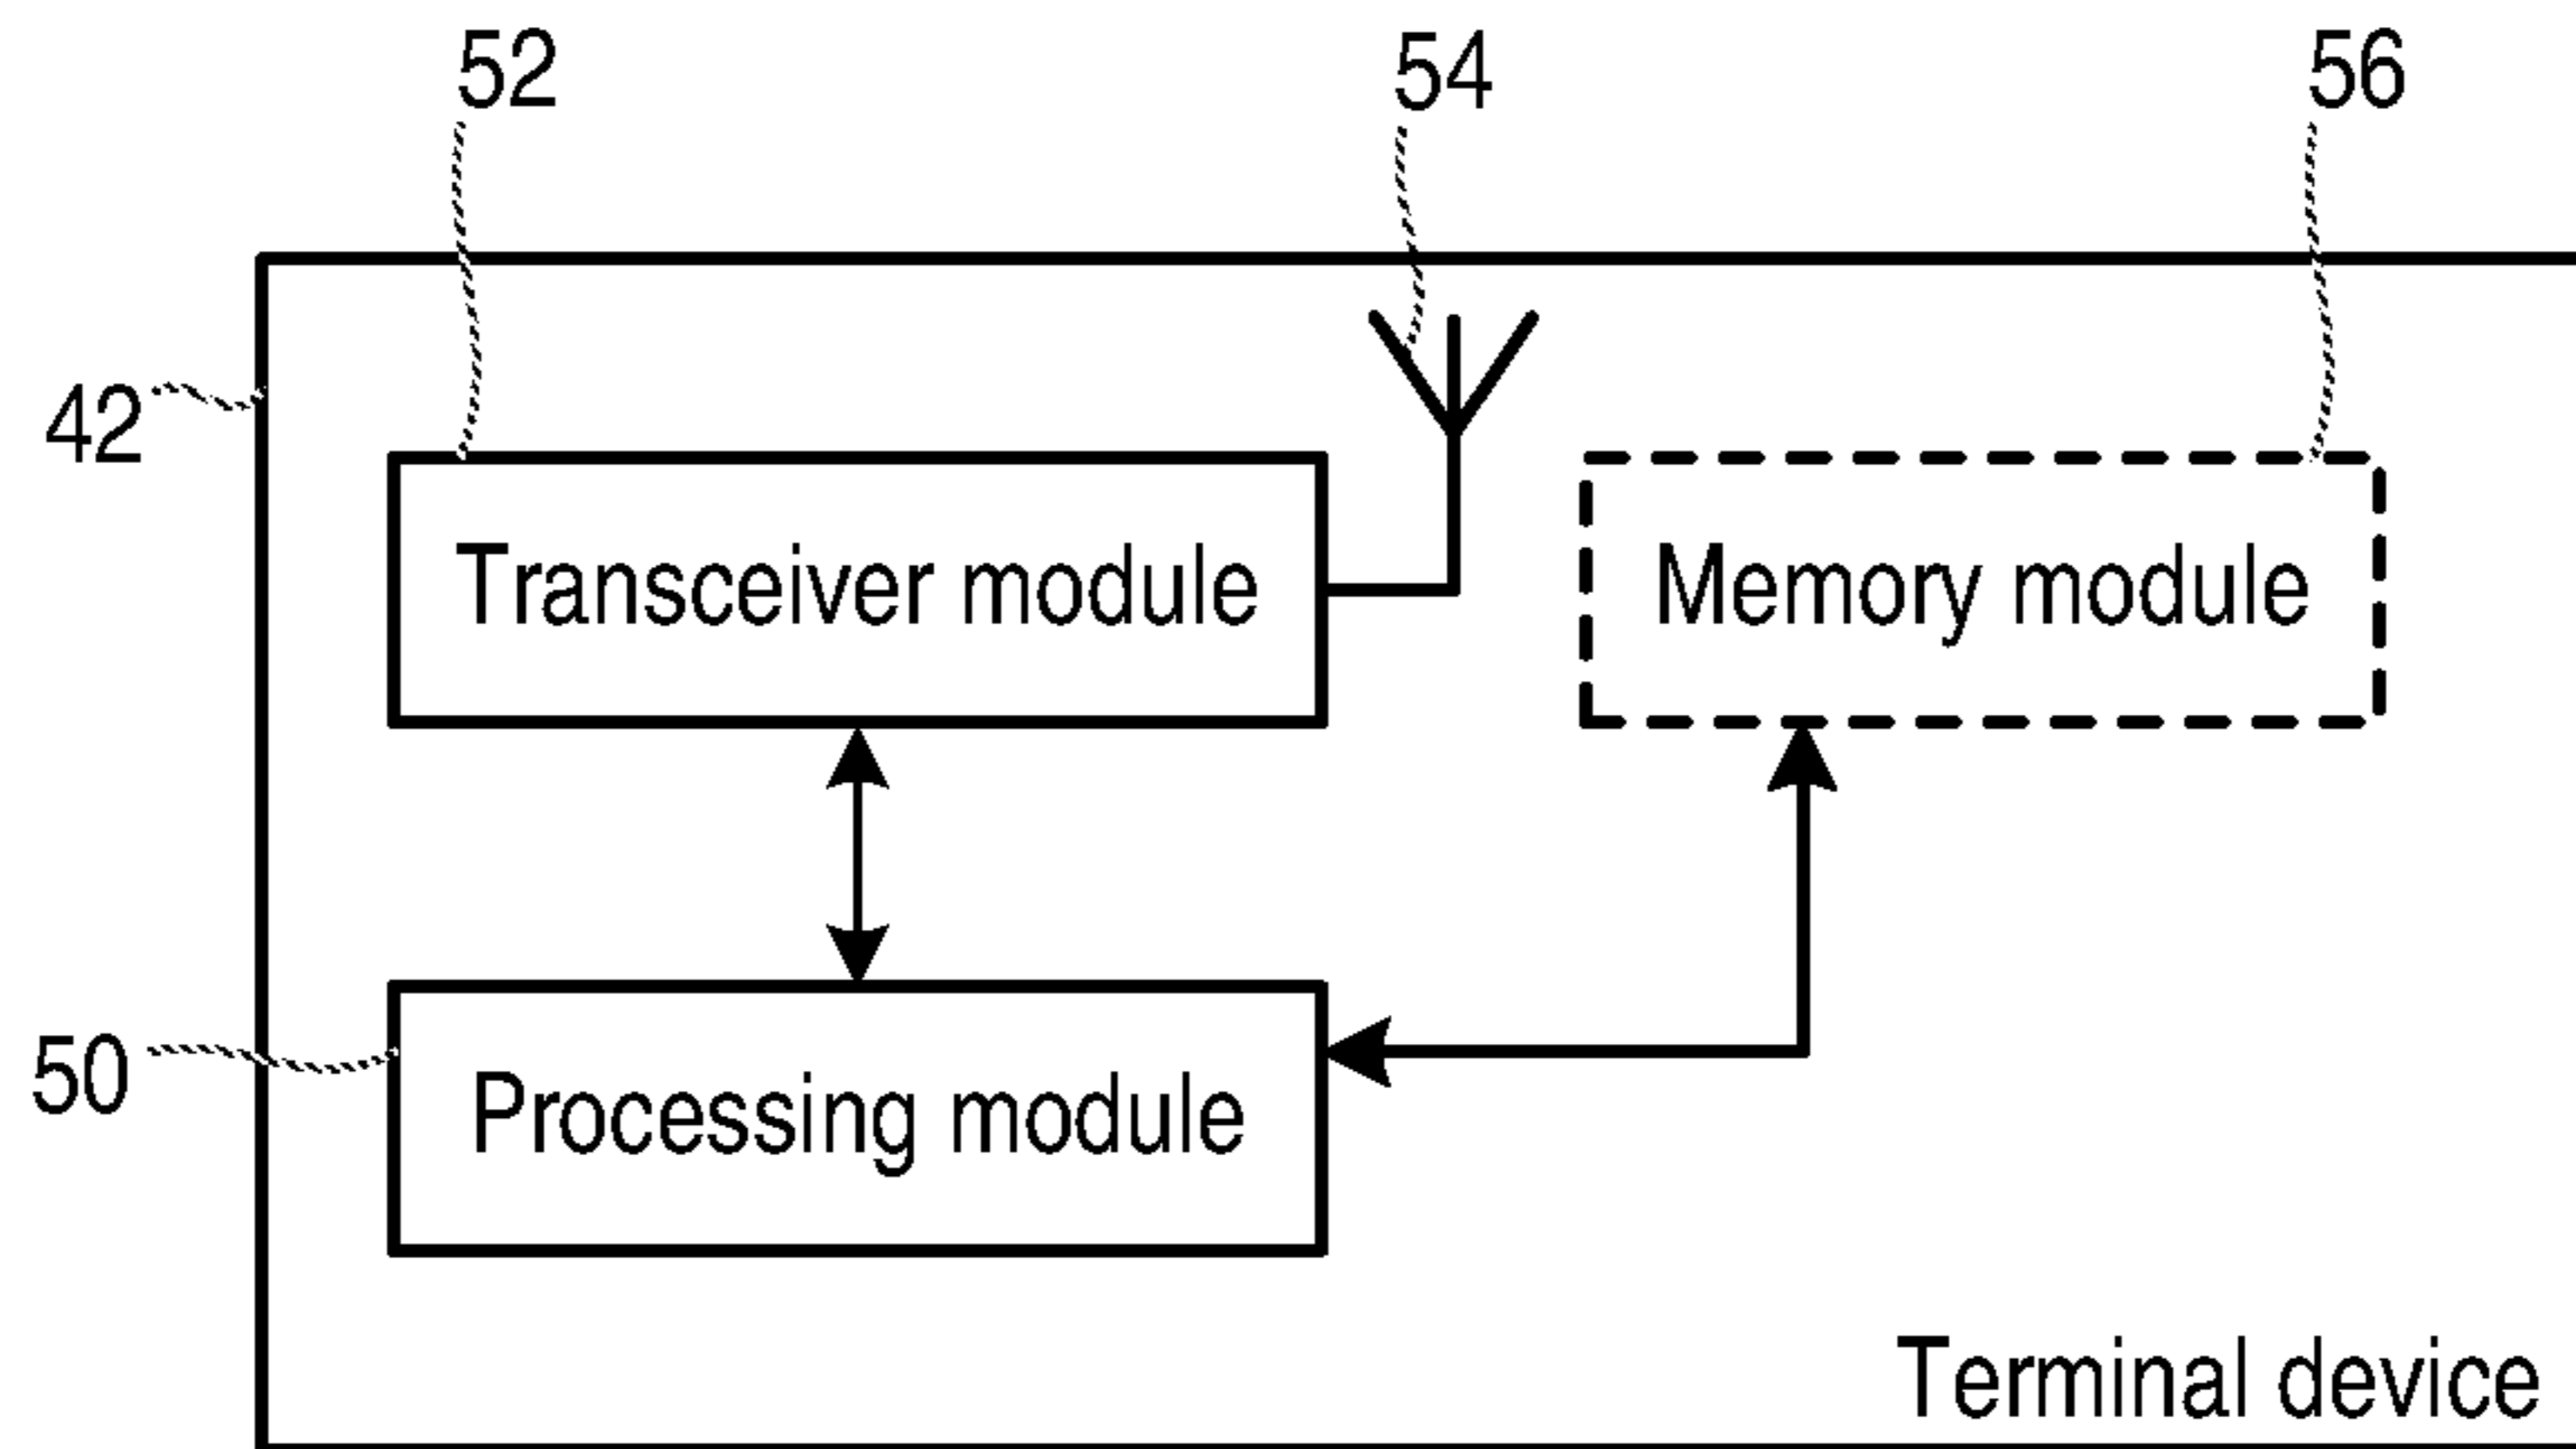 52
54
56
42
Transceiver module
Memory module
50
Processing module
Terminal device